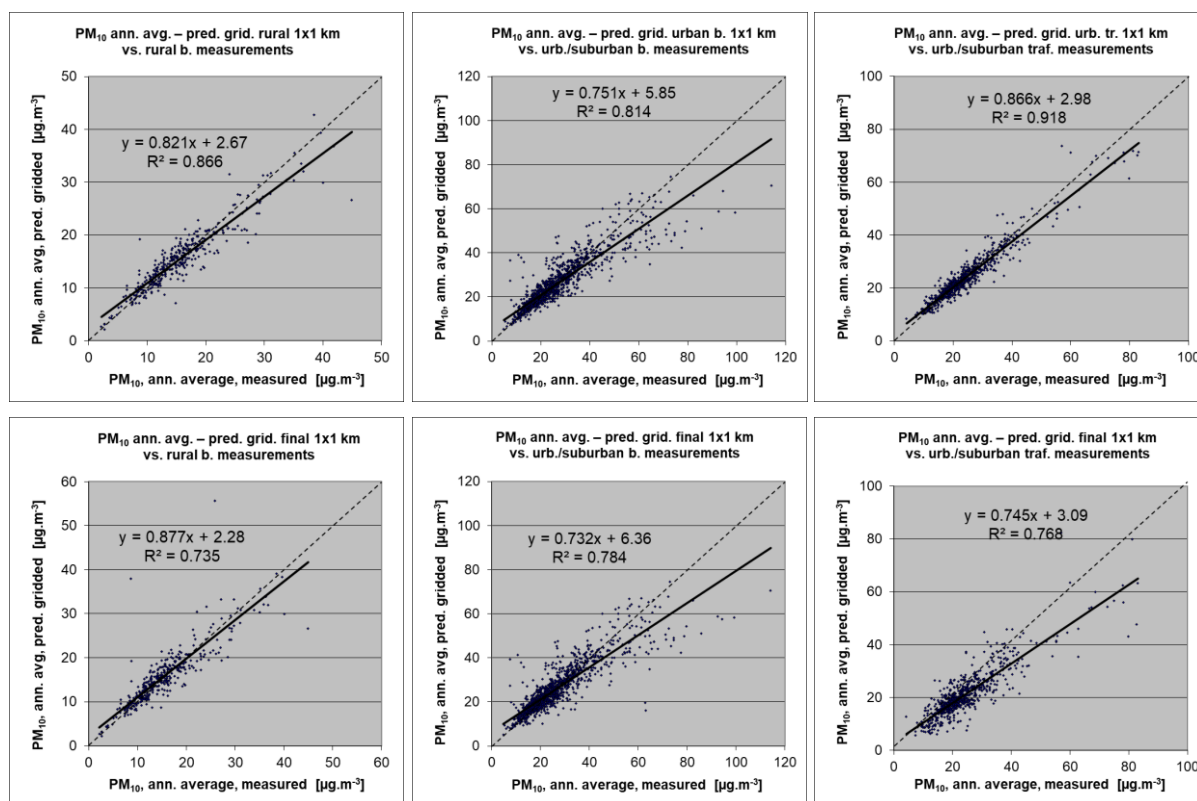 PM₁₀ ann. avg. – pred. grid. rural 1x1 km
vs. rural b. measurements
PM₁₀, ann. avg, pred. gridded [µg.m⁻³]
50
40
30
20
10
0
y = 0.821x + 2.67
R² = 0.866
0 10 20 30 40 50
PM₁₀, ann. average, measured [µg.m⁻³]
PM₁₀ ann. avg. – pred. grid. urban b. 1x1 km
vs. urb./suburban b. measurements
PM₁₀, ann. avg, pred. gridded [µg.m⁻³]
120
100
80
60
40
20
0
y = 0.751x + 5.85
R² = 0.814
0 20 40 60 80 100 120
PM₁₀, ann. average, measured [µg.m⁻³]
PM₁₀ ann. avg. – pred. grid. urb. tr. 1x1 km
vs. urb./suburban traf. measurements
PM₁₀, ann. avg, pred. gridded [µg.m⁻³]
100
80
60
40
20
0
y = 0.866x + 2.98
R² = 0.918
0 20 40 60 80 100
PM₁₀, ann. average, measured [µg.m⁻³]
PM₁₀ ann. avg. – pred. grid. final 1x1 km
vs. rural b. measurements
PM₁₀, ann. avg, pred. gridded [µg.m⁻³]
60
50
40
30
20
10
0
y = 0.877x + 2.28
R² = 0.735
0 10 20 30 40 50 60
PM₁₀, ann. average, measured [µg.m⁻³]
PM₁₀ ann. avg. – pred. grid. final 1x1 km
vs. urb./suburban b. measurements
PM₁₀, ann. avg, pred. gridded [µg.m⁻³]
120
100
80
60
40
20
0
y = 0.732x + 6.36
R² = 0.784
0 20 40 60 80 100 120
PM₁₀, ann. average, measured [µg.m⁻³]
PM₁₀ ann. avg. – pred. grid. final 1x1 km
vs. urb./suburban traf. measurements
PM₁₀, ann. avg, pred. gridded [µg.m⁻³]
100
80
60
40
20
0
y = 0.745x + 3.09
R² = 0.768
0 20 40 60 80 100
PM₁₀, ann. average, measured [µg.m⁻³]